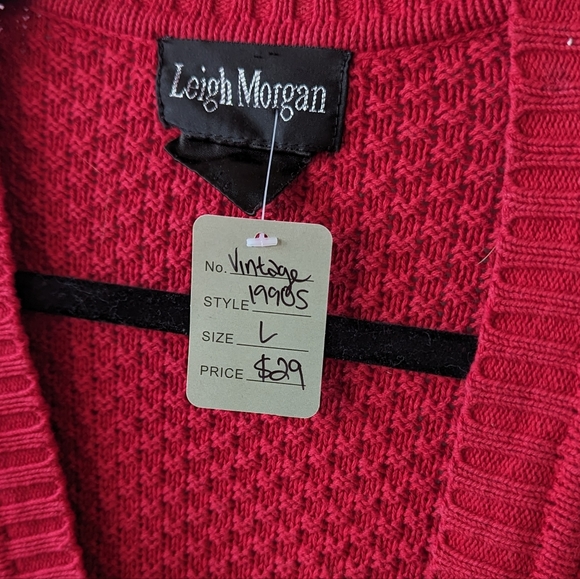 Leigh Morgan
No. Vintage
STYLE 1990s
SIZE L
PRICE $29